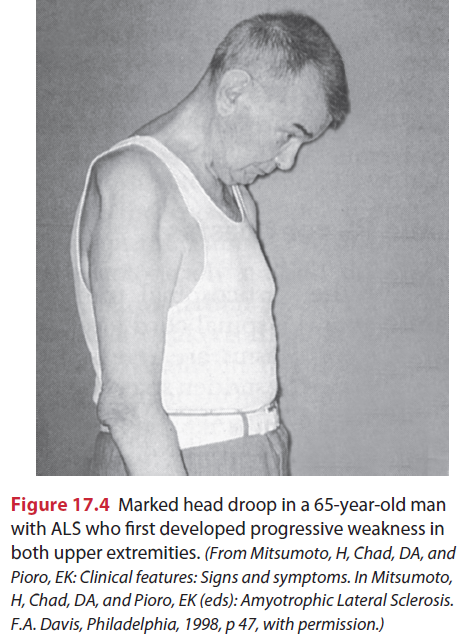 Figure 17.4 Marked head droop in a 65-year-old man
with ALS who first developed progressive weakness in
both upper extremities. (From Mitsumoto, H, Chad, DA, and
Pioro, EK: Clinical features: Signs and symptoms. In Mitsumoto,
H, Chad, DA, and Pioro, EK (eds): Amyotrophic Lateral Sclerosis.
F.A. Davis, Philadelphia, 1998, p 47, with permission.)